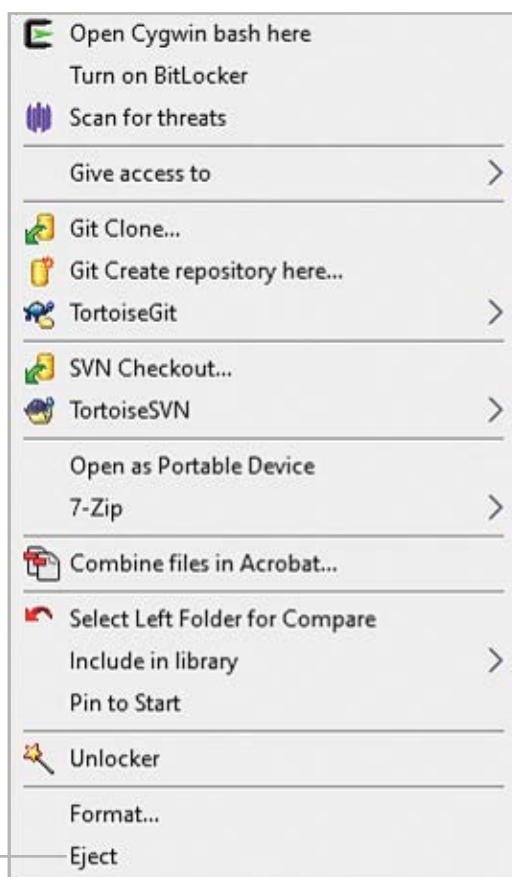 Open Cygwin bash here
Turn on BitLocker
Scan for threats
Give access to
Git Clone...
Git Create repository here...
TortoiseGit
SVN Checkout...
TortoiseSVN
Open as Portable Device
7-Zip
Combine files in Acrobat...
Select Left Folder for Compare
Include in library
Pin to Start
Unlocker
Format...
Eject